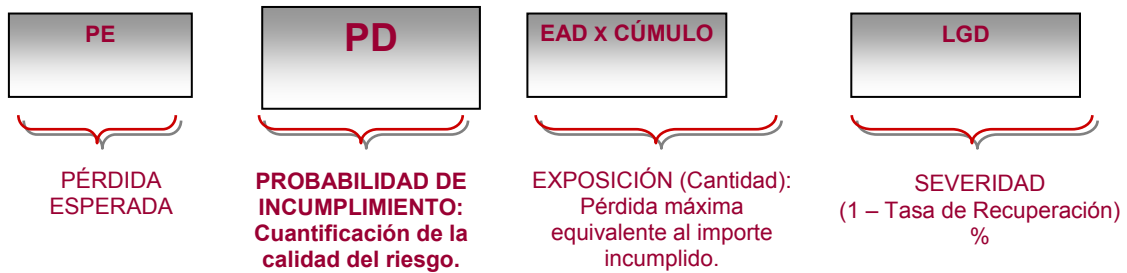 PE
PD
EAD X CÚMULO
LGD
PÉRDIDA
ESPERADA
PROBABILIDAD DE
INCUMPLIMIENTO:
Cuantificación de la
calidad del riesgo.
EXPOSICIÓN (Cantidad):
Pérdida máxima
equivalente al importe
incumplido.
SEVERIDAD
(1 – Tasa de Recuperación)
%